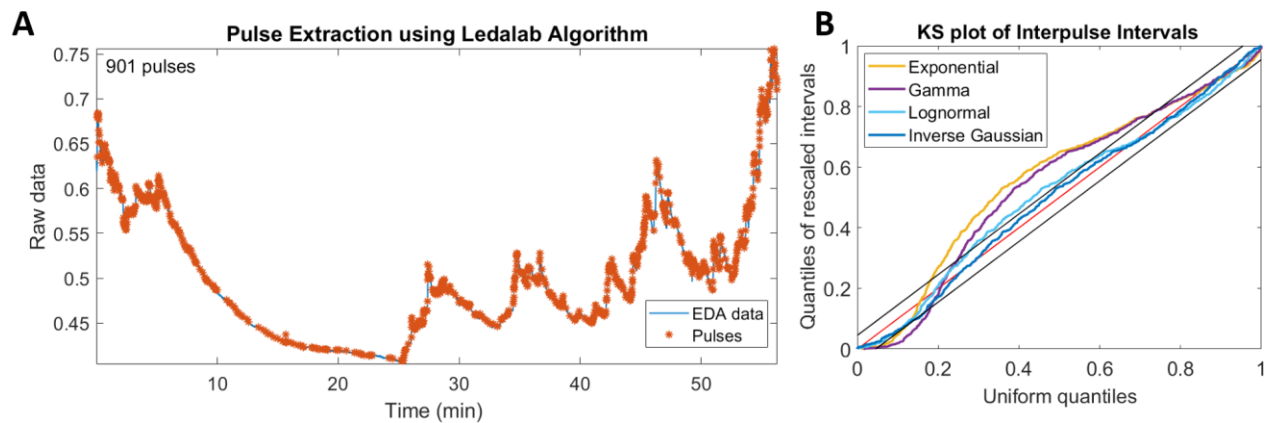 A
Pulse Extraction using Ledalab Algorithm
901 pulses
Raw data
0.75
0.7
0.65
0.6
0.55
0.5
0.45
EDA data
Pulses
10 20 30 40 50
Time (min)
B
KS plot of Interpulse Intervals
Quantiles of rescaled intervals
1
0.8
0.6
0.4
0.2
0
Exponential
Gamma
Lognormal
Inverse Gaussian
0 0.2 0.4 0.6 0.8 1
Uniform quantiles